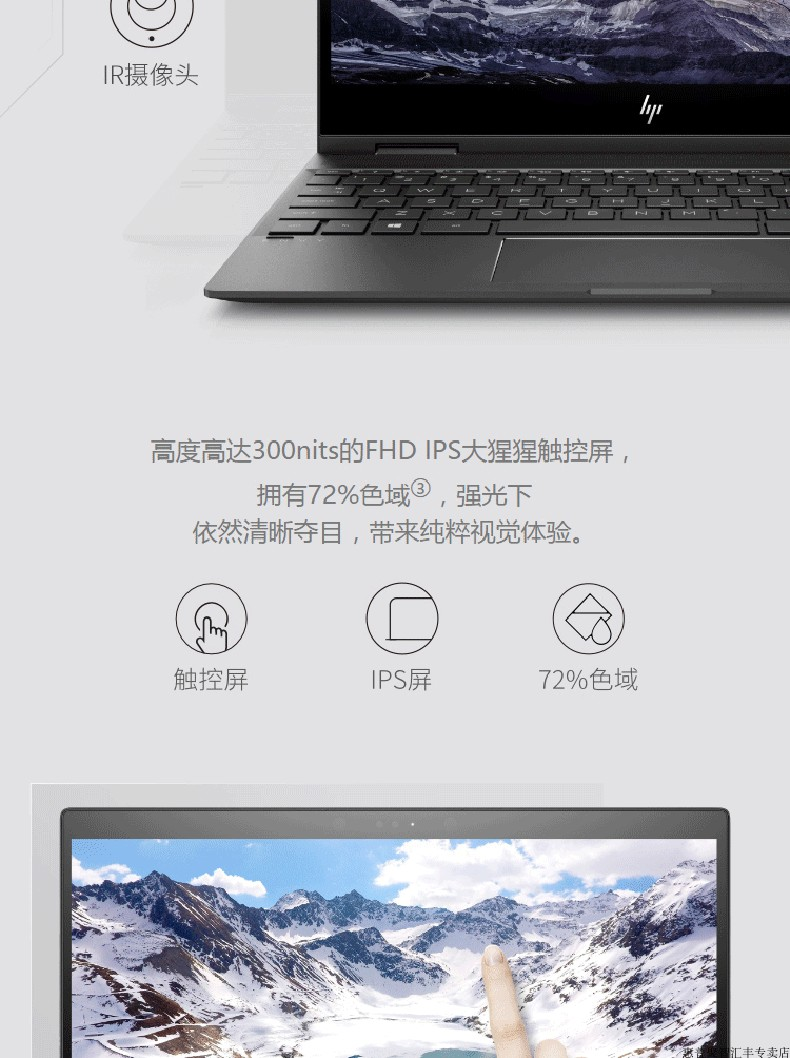 IR摄像头
hp
高度高达300nits的FHD IPS大猩猩触控屏，
拥有72%色域③，强光下
依然清晰夺目，带来纯粹视觉体验。
触控屏
IPS屏
72%色域
汇丰专卖店